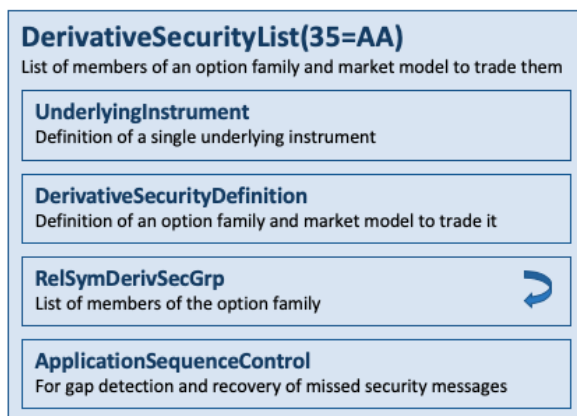 DerivativeSecurityList(35=AA)
List of members of an option family and market model to trade them
UnderlyingInstrument
Definition of a single underlying instrument
DerivativeSecurityDefinition
Definition of an option family and market model to trade it
RelSymDerivSecGrp
List of members of the option family
ApplicationSequenceControl
For gap detection and recovery of missed security messages